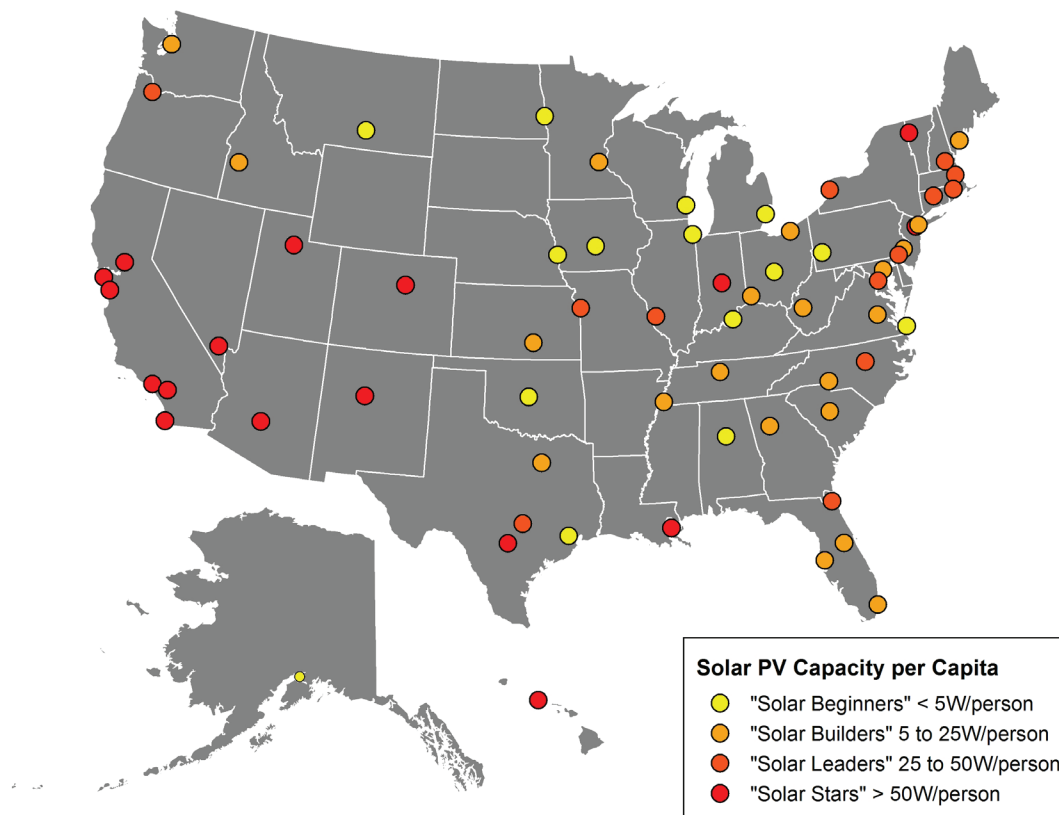 Solar PV Capacity per Capita
"Solar Beginners" < 5W/person
"Solar Builders" 5 to 25W/person
"Solar Leaders" 25 to 50W/person
"Solar Stars" > 50W/person